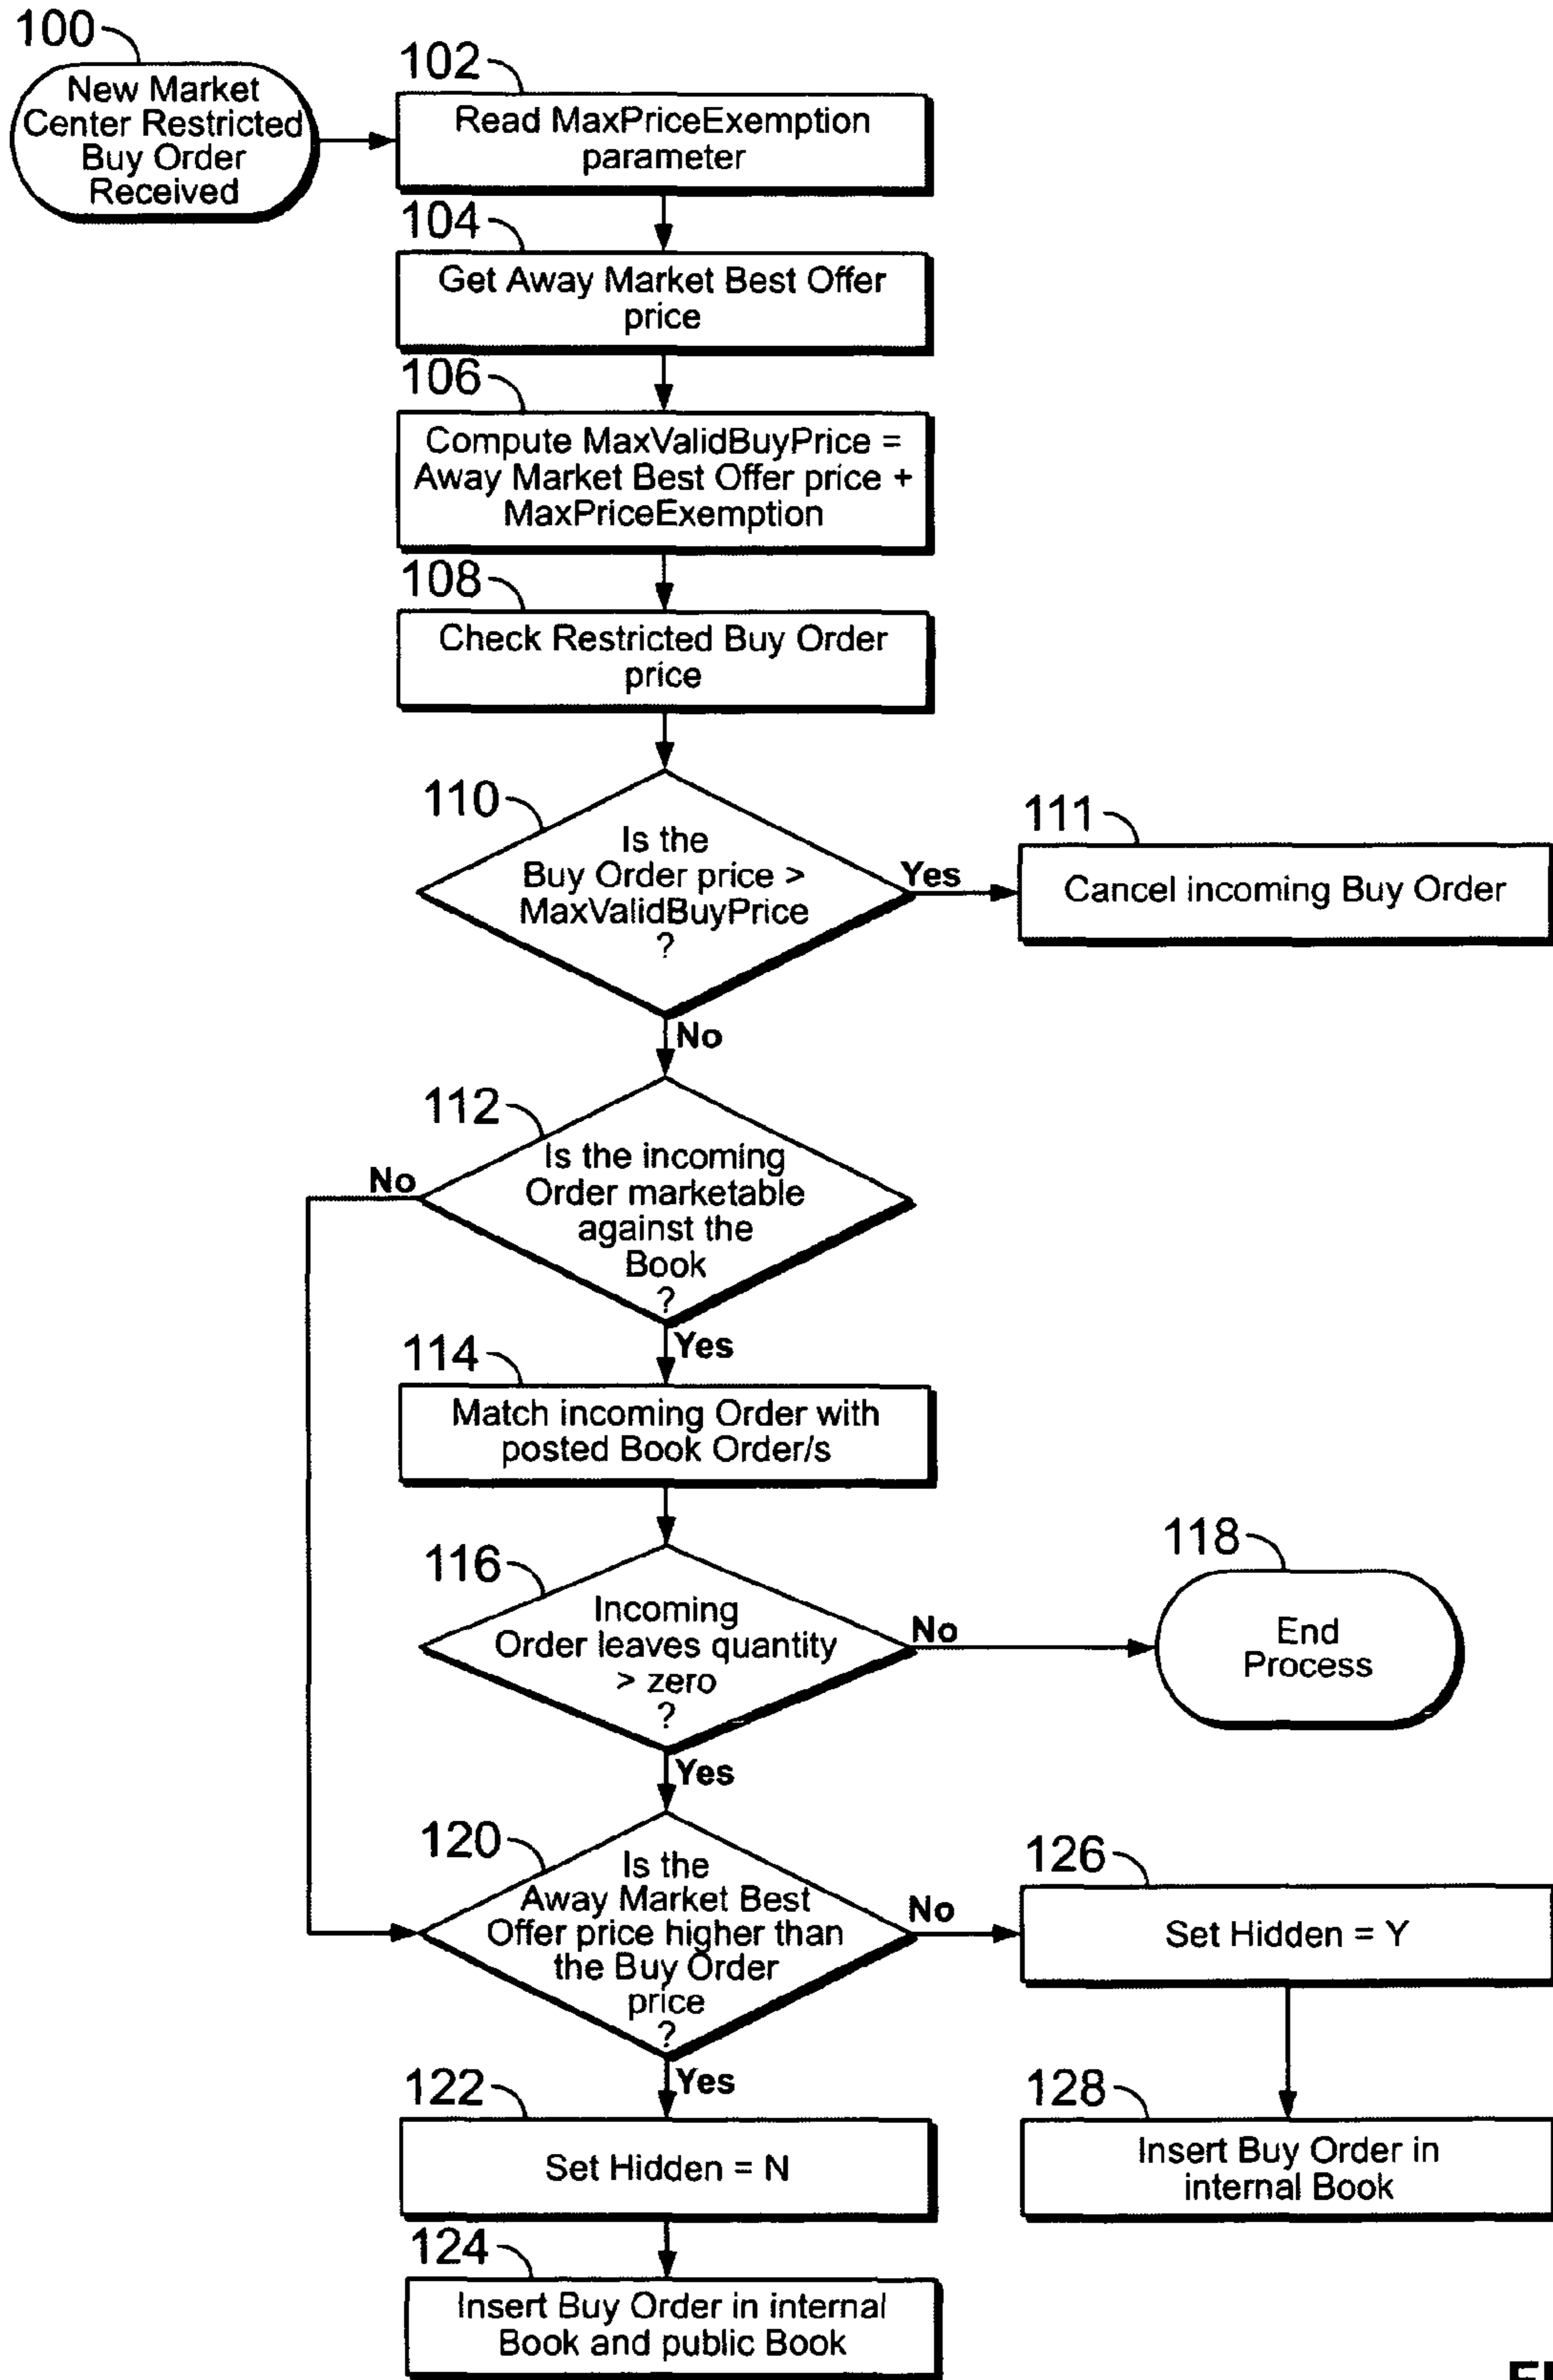 100
New Market
Center Restricted
Buy Order
Received
102
Read MaxPriceExemption
parameter
104
Get Away Market Best Offer
price
106
Compute MaxValidBuyPrice =
Away Market Best Offer price +
MaxPriceExemption
108
Check Restricted Buy Order
price
110
Is the
Buy Order price >
MaxValidBuyPrice
?
Yes
111
Cancel incoming Buy Order
No
112
Is the incoming
Order marketable
against the
Book
?
No
Yes
114
Match incoming Order with
posted Book Order/s
116
Incoming
Order leaves quantity
> zero
?
No
118
End
Process
Yes
120
Is the
Away Market Best
Offer price higher than
the Buy Order
price
?
No
126
Set Hidden = Y
Yes
122
Set Hidden = N
128
Insert Buy Order in
internal Book
124
Insert Buy Order in internal
Book and public Book